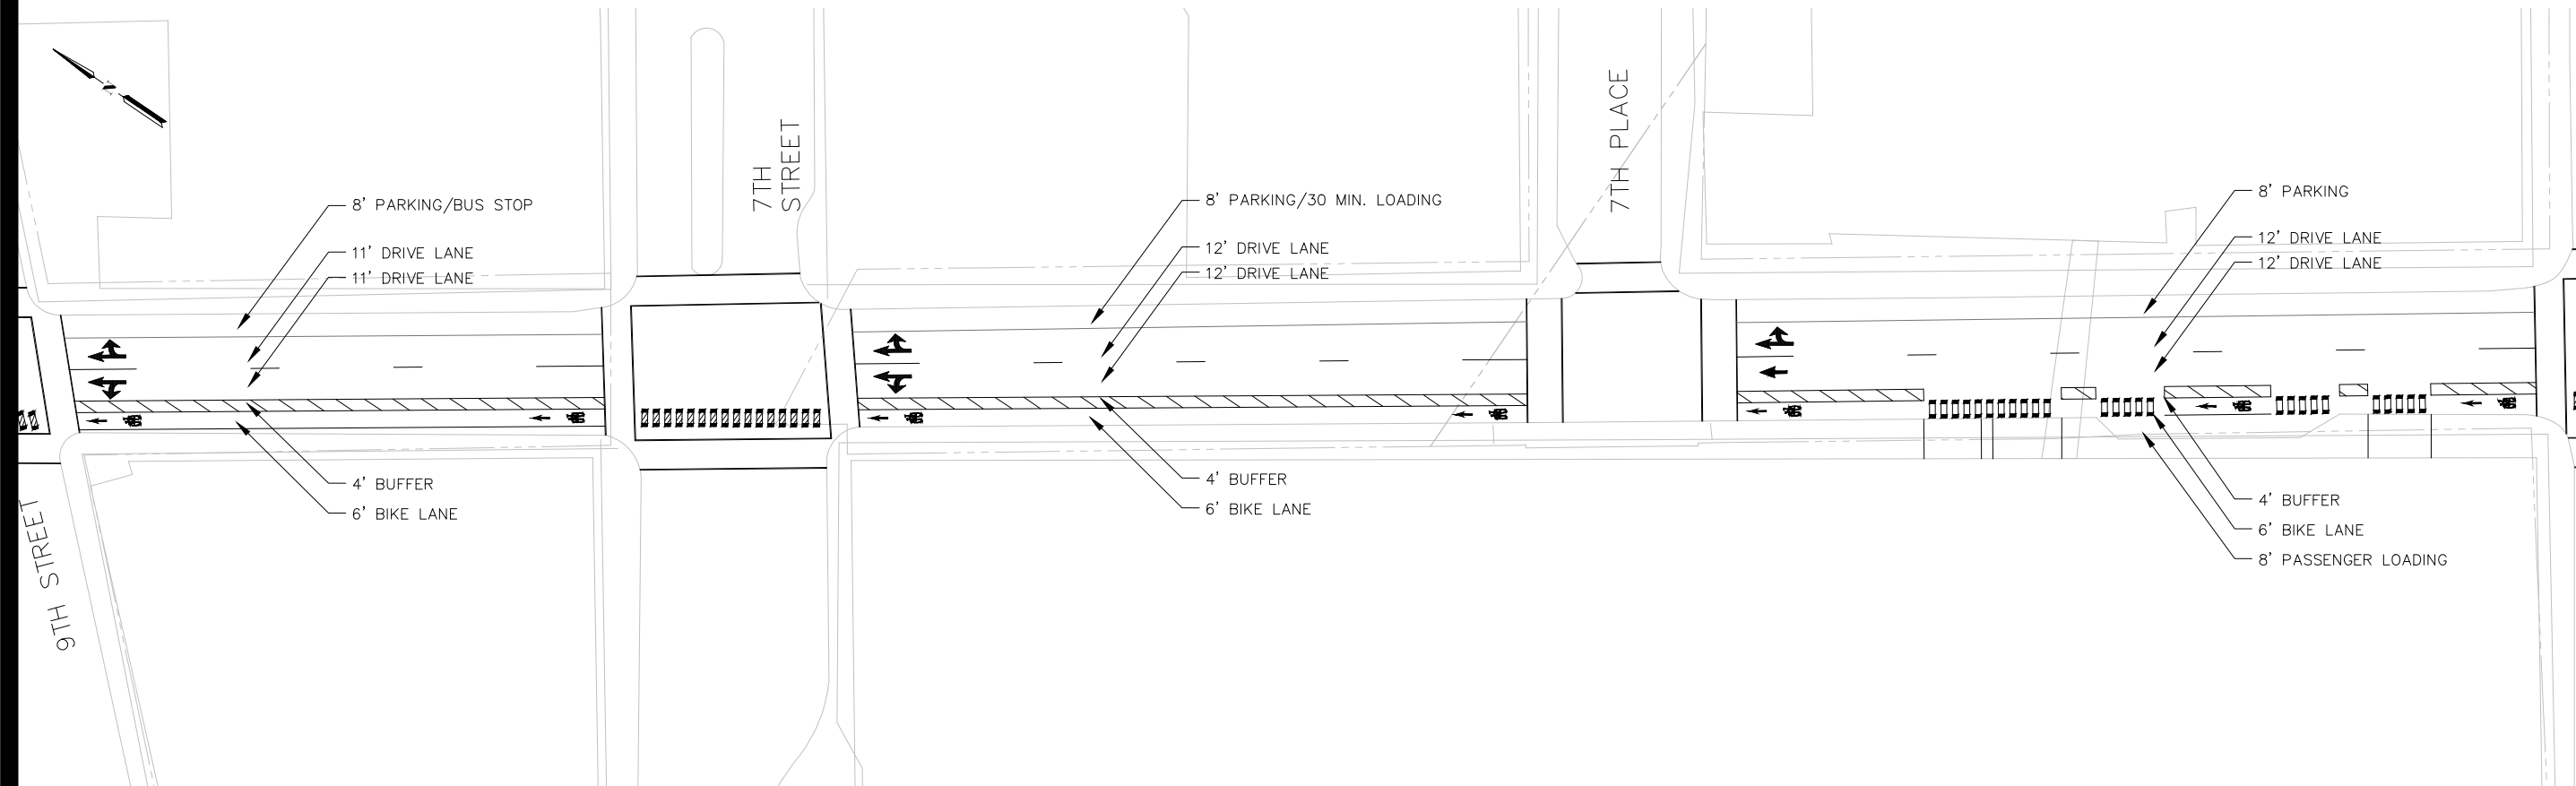 N
8' PARKING/BUS STOP
11' DRIVE LANE
11' DRIVE LANE
4' BUFFER
6' BIKE LANE
9TH STREET
7TH
STREET
8' PARKING/30 MIN. LOADING
12' DRIVE LANE
12' DRIVE LANE
4' BUFFER
6' BIKE LANE
7TH PLACE
8' PARKING
12' DRIVE LANE
12' DRIVE LANE
4' BUFFER
6' BIKE LANE
8' PASSENGER LOADING